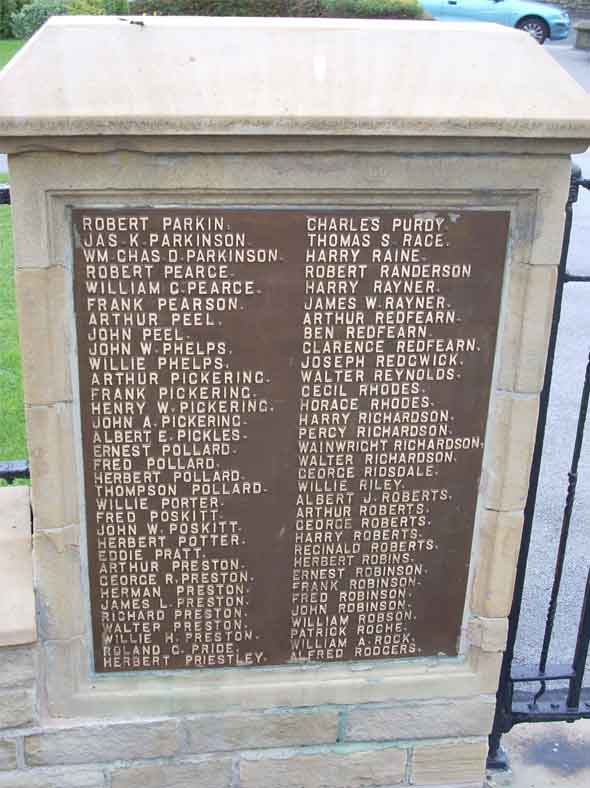 ROBERT PARKIN.
JAS. K. PARKINSON.
WM CHAS. D. PARKINSON.
ROBERT PEARCE.
WILLIAM G. PEARCE.
FRANK PEARSON.
ARTHUR PEEL.
JOHN PEEL.
JOHN W. PHELPS.
WILLIE PHELPS.
ARTHUR PICKERING.
FRANK PICKERING.
HENRY W. PICKERING.
JOHN A. PICKERING.
ALBERT E. PICKLES.
ERNEST POLLARD.
FRED POLLARD.
HERBERT POLLARD.
THOMPSON POLLARD.
WILLIE PORTER.
FRED POSKITT.
JOHN W. POSKITT.
HERBERT POTTER.
EDDIE PRATT.
ARTHUR PRESTON.
GEORGE R. PRESTON.
HERMAN PRESTON.
JAMES L. PRESTON.
RICHARD PRESTON.
WALTER PRESTON.
WILLIE H. PRESTON.
ROLAND G. PRIDE.
HERBERT PRIESTLEY.
CHARLES PURDY.
THOMAS S. RACE.
HARRY RAINE.
ROBERT RANDERSON
HARRY RAYNER.
JAMES W. RAYNER.
ARTHUR REDFEARN.
BEN REDFEARN.
CLARENCE REDFEARN.
JOSEPH REDGWICK.
WALTER REYNOLDS.
CECIL RHODES.
HORACE RHODES.
HARRY RICHARDSON.
PERCY RICHARDSON.
WAINWRIGHT RICHARDSON.
WALTER RICHARDSON.
GEORGE RIDSDALE.
WILLIE RILEY.
ALBERT J. ROBERTS.
ARTHUR ROBERTS.
GEORGE ROBERTS.
HARRY ROBERTS.
REGINALD ROBERTS.
HERBERT ROBINS.
ERNEST ROBINSON.
FRANK ROBINSON.
FRED ROBINSON.
JOHN ROBINSON.
WILLIAM ROBSON.
PATRICK ROCHE.
WILLIAM A. ROCK.
ALFRED RODGERS.